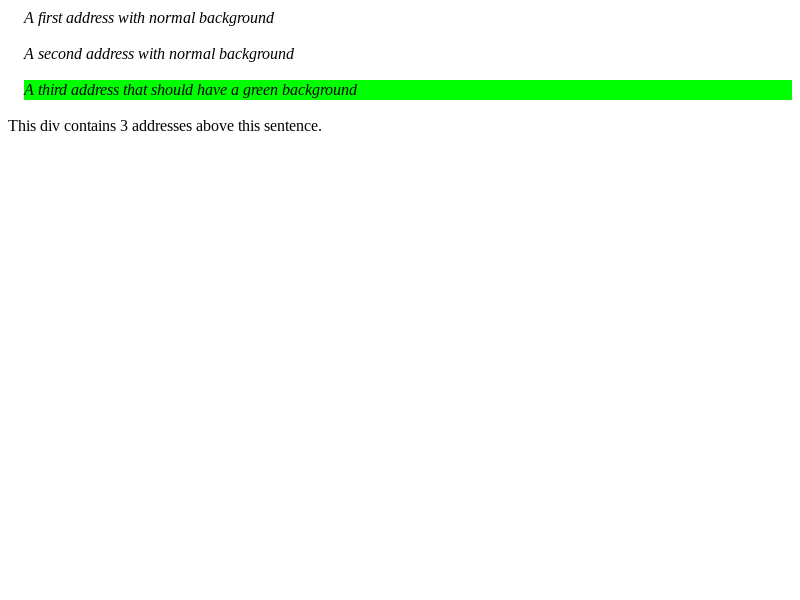 A first address with normal background
A second address with normal background
A third address that should have a green background
This div contains 3 addresses above this sentence.